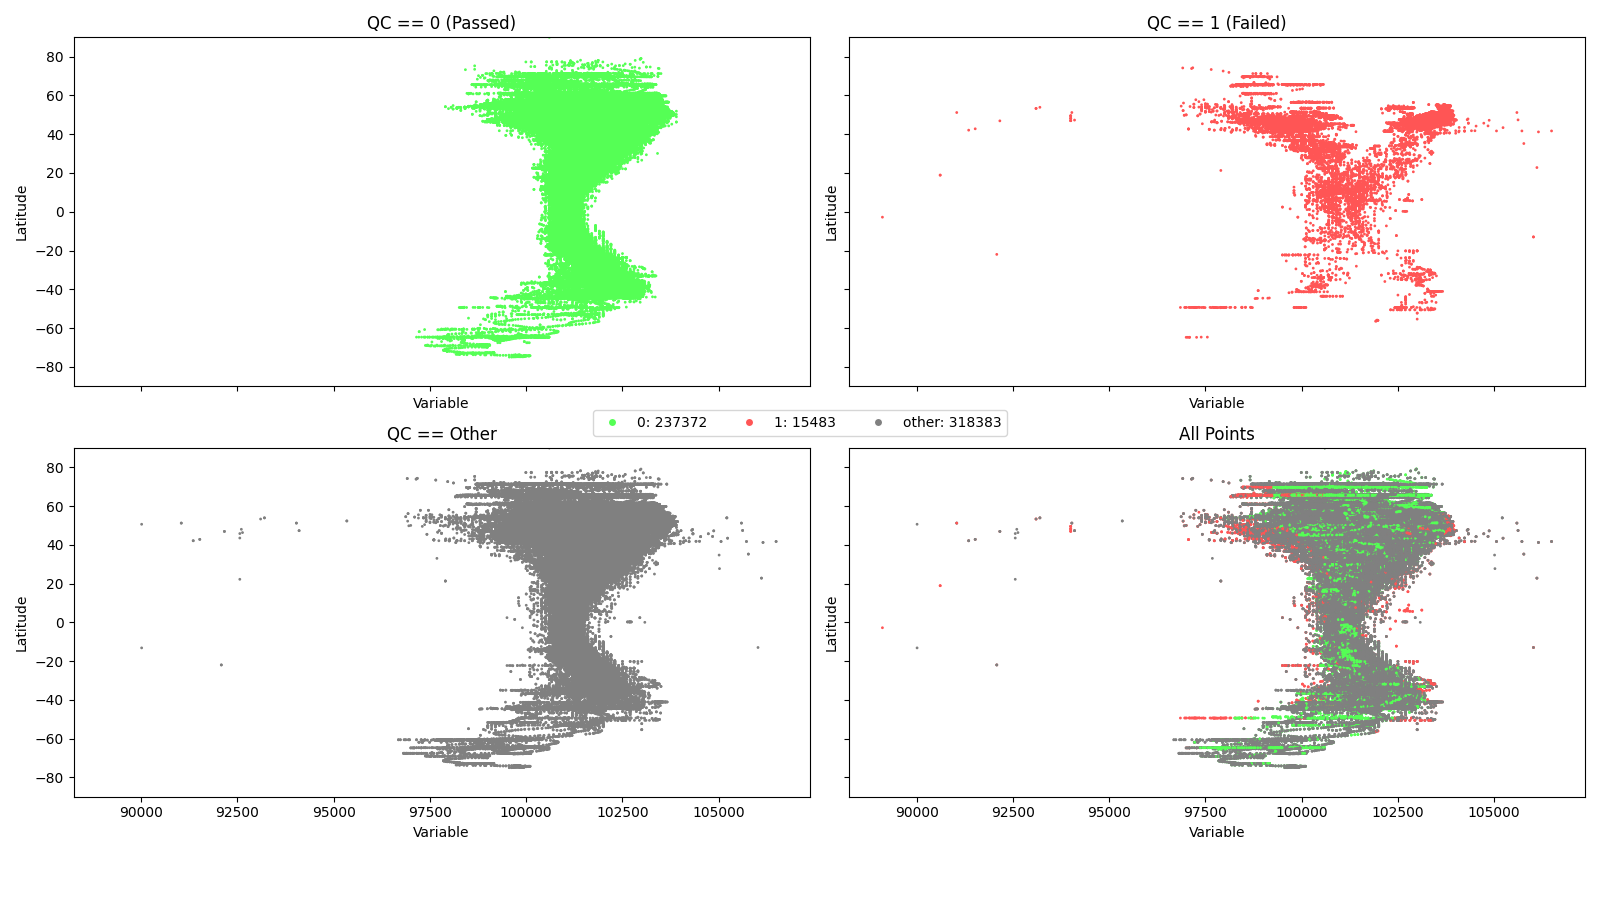 QC == 0 (Passed)
QC == 1 (Failed)
80
60
40
20
0
−20
−40
−60
−80
Latitude
Latitude
Variable
Variable
0: 237372
1: 15483
other: 318383
QC == Other
All Points
80
60
40
20
0
−20
−40
−60
−80
Latitude
Latitude
90000
92500
95000
97500
100000
102500
105000
90000
92500
95000
97500
100000
102500
105000
Variable
Variable